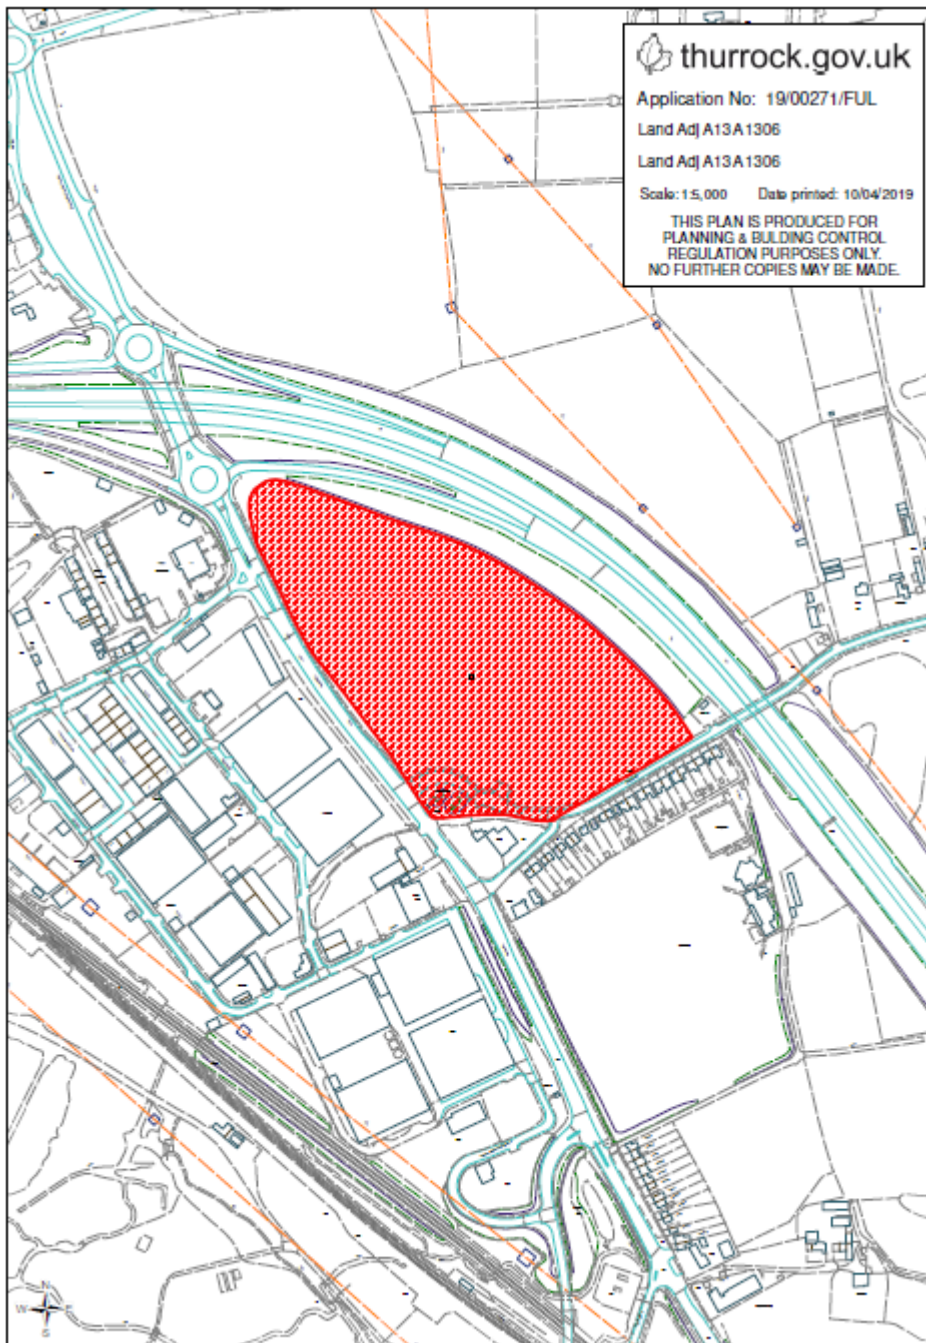 thurrock.gov.uk
Application No: 19/00271/FUL
Land Adj A13 A1306
Land Adj A13 A1306
Scale: 1:5,000 Date printed: 10/04/2019
THIS PLAN IS PRODUCED FOR
PLANNING & BULDING CONTROL
REGULATION PURPOSES ONLY.
NO FURTHER COPIES MAY BE MADE.
N
W E
S